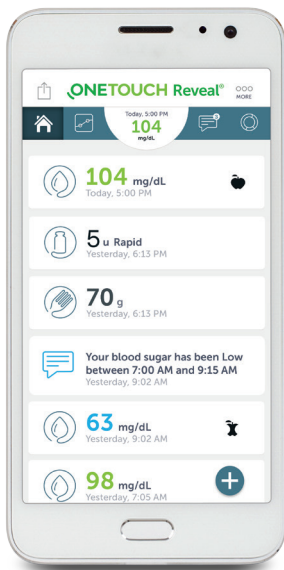 ONETOUCH Reveal®
MORE
Today, 5:00 PM
104
mg/dL
104 mg/dL
Today, 5:00 PM
5 u Rapid
Yesterday, 6:13 PM
70 g
Yesterday, 6:13 PM
Your blood sugar has been Low
between 7:00 AM and 9:15 AM
Yesterday, 9:02 AM
63 mg/dL
Yesterday, 9:02 AM
98 mg/dL
Yesterday, 7:05 AM